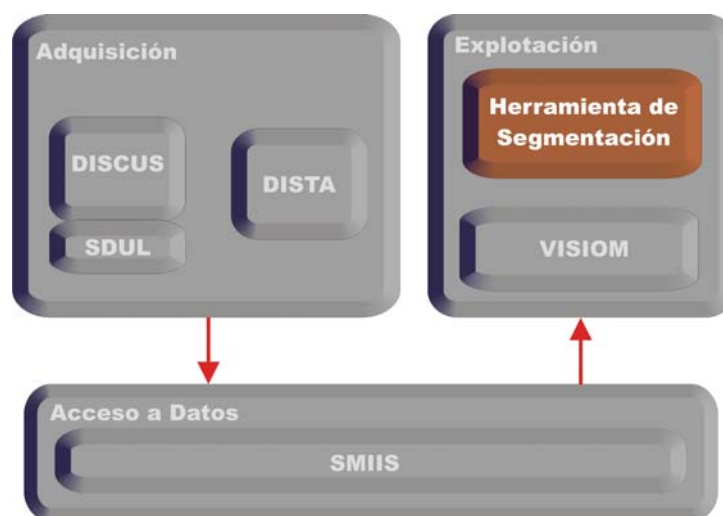 Adquisición
DISCUS
SDUL
DISTA
Explotación
Herramienta de
Segmentación
VISIOM
Acceso a Datos
SMIIS